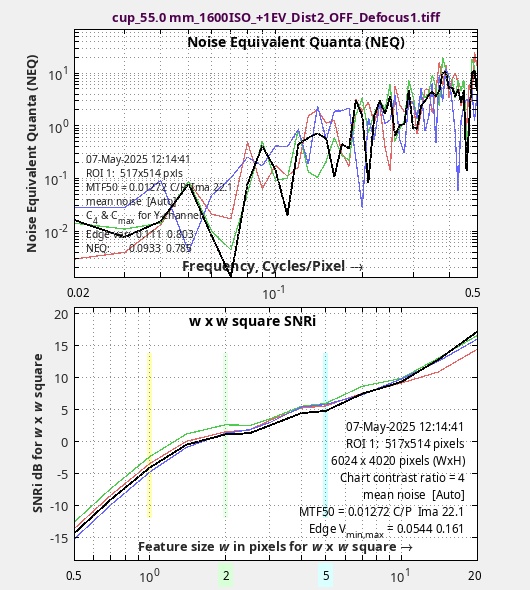 cup_55.0 mm_1600ISO_+1EV_Dist2_OFF_Defocus1.tiff
Noise Equivalent Quanta (NEQ)
Noise Equivalent Quanta (NEQ)
10^1
10^0
10^-1
10^-2
07-May-2025 12:14:41
ROI 1: 517x514 pxls
MTF50 = 0.01272 C/P Ima 22.1
mean noise [Auto]
C_4 & C_max for Y-channel
0.111 0.803
NEQ: 0.0933 0.785
Frequency, Cycles/Pixel →
0.02
10^-1
0.5
w x w square SNRi
SNRi dB for w x w square
20
15
10
5
0
-5
-10
-15
07-May-2025 12:14:41
ROI 1: 517x514 pixels
6024 x 4020 pixels (WxH)
Chart contrast ratio = 4
mean noise [Auto]
MTF50 = 0.01272 C/P Ima 22.1
Edge V_min,max = 0.0544 0.161
Feature size w in pixels for w x w square →
0.5
10^0
2
5
10^1
20